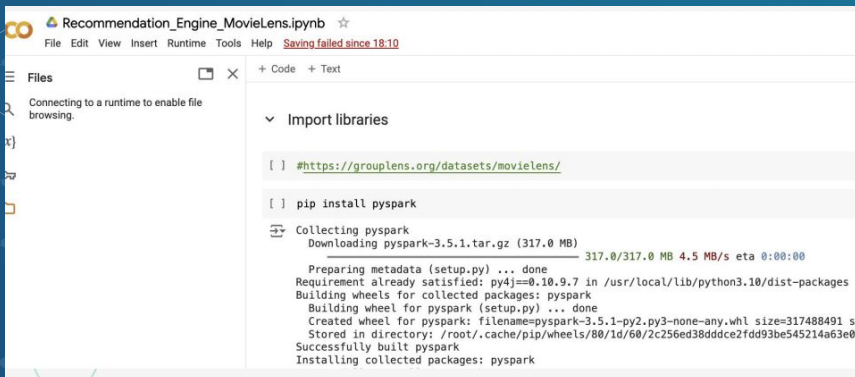 Recommendation_Engine_MovieLens.ipynb
File Edit View Insert Runtime Tools Help Saving failed since 18:10
Files
+ Code + Text
Connecting to a runtime to enable file
browsing.
Import libraries
{x}
[ ] #https://grouplens.org/datasets/movielens/
[ ] pip install pyspark
Collecting pyspark
Downloading pyspark-3.5.1.tar.gz (317.0 MB)
317.0/317.0 MB 4.5 MB/s eta 0:00:00
Preparing metadata (setup.py) ... done
Requirement already satisfied: py4j==0.10.9.7 in /usr/local/lib/python3.10/dist-packages
Building wheels for collected packages: pyspark
Building wheel for pyspark (setup.py) ... done
Created wheel for pyspark: filename=pyspark-3.5.1-py2.py3-none-any.whl size=317488491 s
Stored in directory: /root/.cache/pip/wheels/80/1d/60/2c256ed38dddce2fdd93be545214a63e0
Successfully built pyspark
Installing collected packages: pyspark